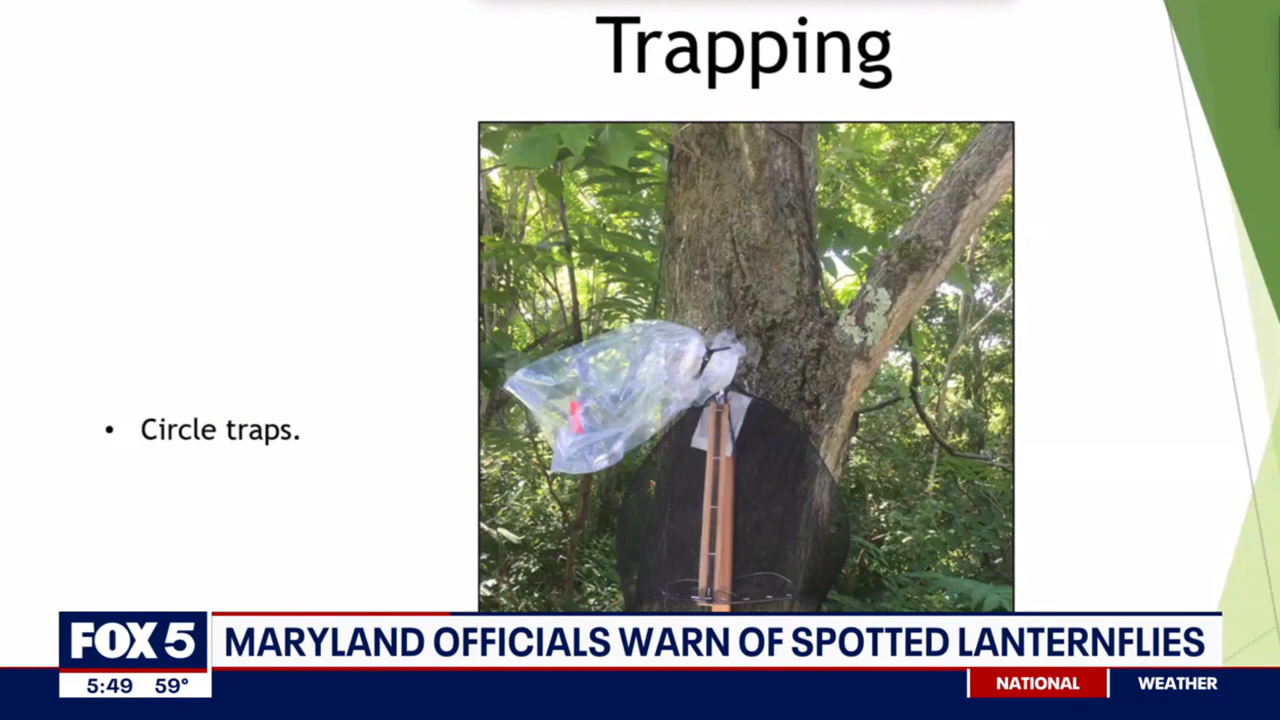 Trapping
• Circle traps.
FOX 5
MARYLAND OFFICIALS WARN OF SPOTTED LANTERNFLIES
5:49 59°
NATIONAL
WEATHER